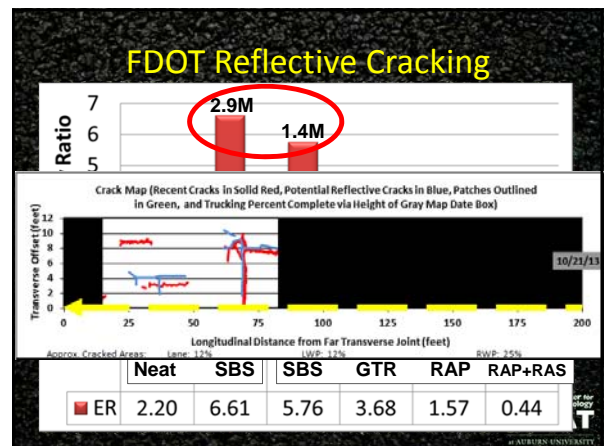 FDOT Reflective Cracking
7
2.9M
6
1.4M
Ratio
5
Crack Map (Recent Cracks in Solid Red, Potential Reflective Cracks in Blue, Patches Outlined
in Green, and Trucking Percent Complete via Height of Gray Map Date Box)
Transverse Offset (feet)
12
10
8
6
4
2
0
10/21/13
0 25 50 75 100 125 150 175 200
Longitudinal Distance from Far Transverse Joint (feet)
Approx. Cracked Areas: Lane: 12% LWP: 12% RWP: 25%
Neat SBS SBS GTR RAP RAP+RAS
ER 2.20 6.61 5.76 3.68 1.57 0.44
at AUBURN UNIVERSITY